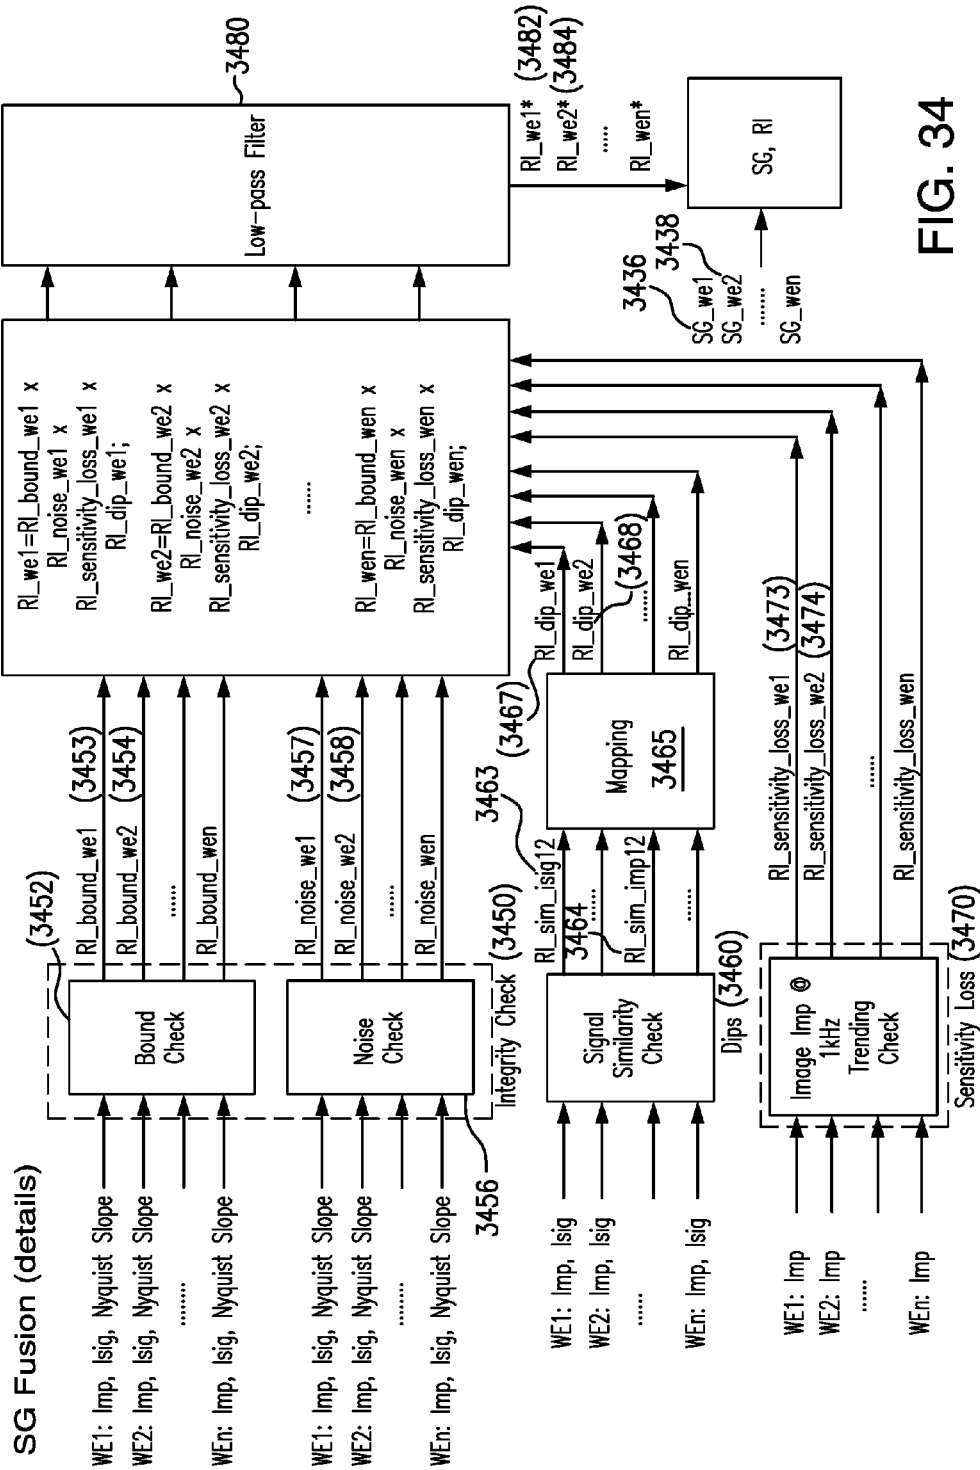 SG Fusion (details)
WE1: Imp, Isig, Nyquist Slope
WE2: Imp, Isig, Nyquist Slope
........
WEn: Imp, Isig, Nyquist Slope
WE1: Imp, Isig, Nyquist Slope
WE2: Imp, Isig, Nyquist Slope
........
WEn: Imp, Isig, Nyquist Slope
3456
WE1: Imp, Isig
WE2: Imp, Isig
......
WEn: Imp, Isig
WE1: Imp
WE2: Imp
......
WEn: Imp
(3452)
Bound
Check
Noise
Check
Integrity Check (3450)
Signal
Similarity
Check
Dips (3460)
Image Imp @
1kHz
Trending
Check
Sensitivity Loss (3470)
RI_bound_we1 (3453)
RI_bound_we2 (3454)
......
RI_bound_wen
RI_noise_we1 (3457)
RI_noise_we2 (3458)
......
RI_noise_wen
3463
RI_sim_isig12
......
3464
RI_sim_imp12
......
Mapping
3465
(3467)
RI_dip_we1
RI_dip_we2
(3468)
......
RI_dip_wen
RI_sensitivity_loss_we1 (3473)
RI_sensitivity_loss_we2 (3474)
......
RI_sensitivity_loss_wen
RI_we1=RI_bound_we1 x
RI_noise_we1 x
RI_sensitivity_loss_we1 x
RI_dip_we1;
RI_we2=RI_bound_we2 x
RI_noise_we2 x
RI_sensitivity_loss_we2 x
RI_dip_we2;
......
RI_wen=RI_bound_wen x
RI_noise_wen x
RI_sensitivity_loss_wen x
RI_dip_wen;
Low-pass Filter
3480
RI_we1* (3482)
RI_we2* (3484)
.....
RI_wen*
3436
SG_we1
3438
SG_we2
.......
SG_wen
SG, RI
FIG. 34